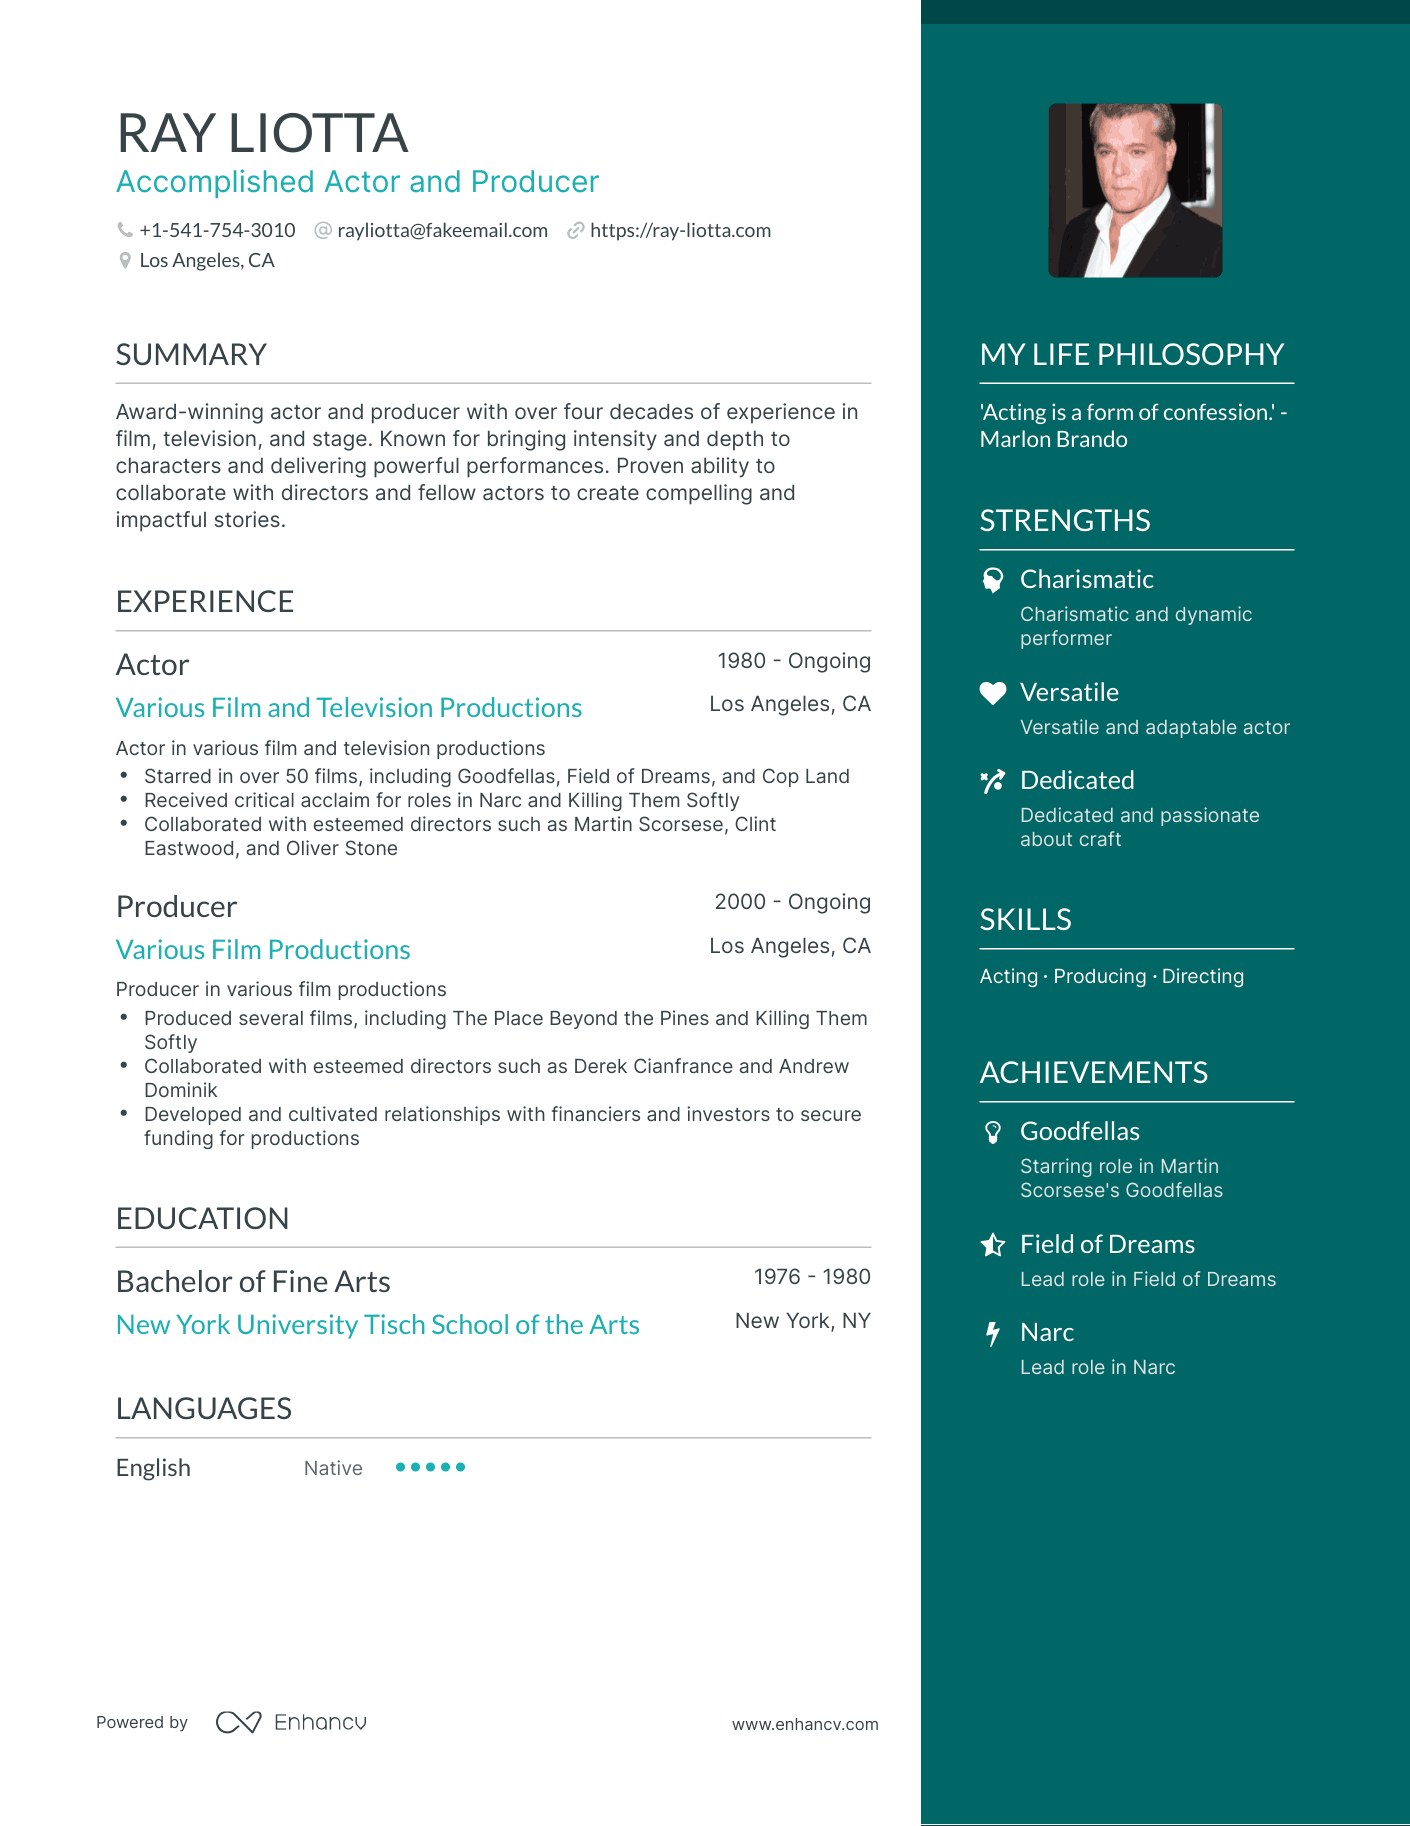 RAY LIOTTA
Accomplished Actor and Producer
+1-541-754-3010 rayliotta@fakeemail.com https://ray-liotta.com
Los Angeles, CA
SUMMARY
Award-winning actor and producer with over four decades of experience in
film, television, and stage. Known for bringing intensity and depth to
characters and delivering powerful performances. Proven ability to
collaborate with directors and fellow actors to create compelling and
impactful stories.
EXPERIENCE
Actor 1980 - Ongoing
Various Film and Television Productions Los Angeles, CA
Actor in various film and television productions
• Starred in over 50 films, including Goodfellas, Field of Dreams, and Cop Land
• Received critical acclaim for roles in Narc and Killing Them Softly
• Collaborated with esteemed directors such as Martin Scorsese, Clint
Eastwood, and Oliver Stone
Producer 2000 - Ongoing
Various Film Productions Los Angeles, CA
Producer in various film productions
• Produced several films, including The Place Beyond the Pines and Killing Them
Softly
• Collaborated with esteemed directors such as Derek Cianfrance and Andrew
Dominik
• Developed and cultivated relationships with financiers and investors to secure
funding for productions
EDUCATION
Bachelor of Fine Arts 1976 - 1980
New York University Tisch School of the Arts New York, NY
LANGUAGES
English Native
Powered by Enhancv www.enhancv.com
MY LIFE PHILOSOPHY
'Acting is a form of confession.' -
Marlon Brando
STRENGTHS
Charismatic
Charismatic and dynamic
performer
Versatile
Versatile and adaptable actor
Dedicated
Dedicated and passionate
about craft
SKILLS
Acting · Producing · Directing
ACHIEVEMENTS
Goodfellas
Starring role in Martin
Scorsese's Goodfellas
Field of Dreams
Lead role in Field of Dreams
Narc
Lead role in Narc